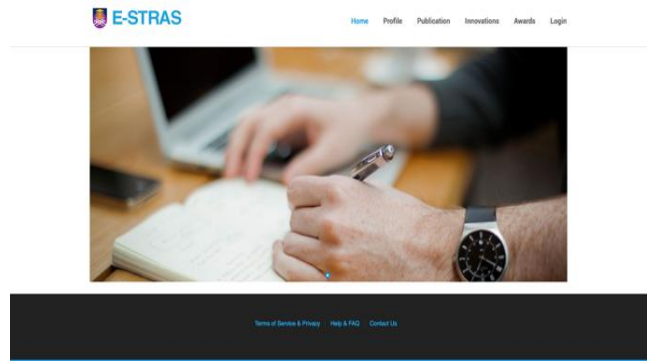 E-STRAS
Home Profile Publication Innovations Awards Login
Terms of Service & Privacy Help & FAQ Contact Us